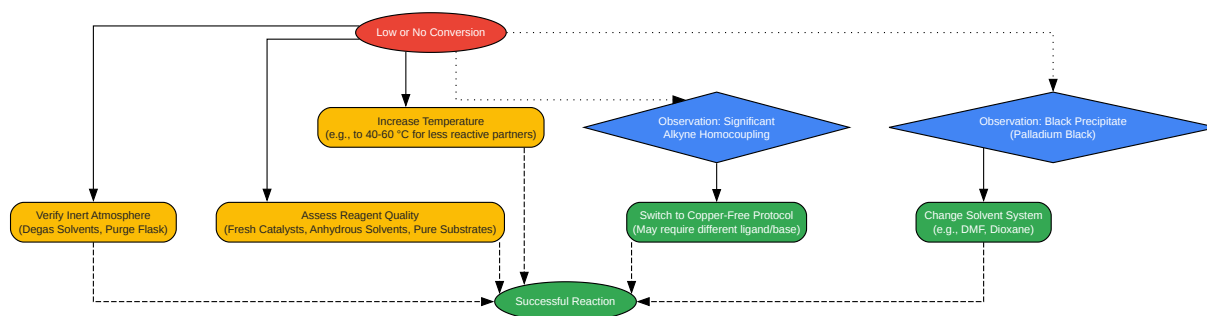 Low or No Conversion
Increase Temperature
(e.g., to 40-60 °C for less reactive partners)
Observation: Significant
Alkyne Homocoupling
Observation: Black Precipitate
(Palladium Black)
Verify Inert Atmosphere
(Degas Solvents, Purge Flask)
Assess Reagent Quality
(Fresh Catalysts, Anhydrous Solvents, Pure Substrates)
Switch to Copper-Free Protocol
(May require different ligand/base)
Change Solvent System
(e.g., DMF, Dioxane)
Successful Reaction